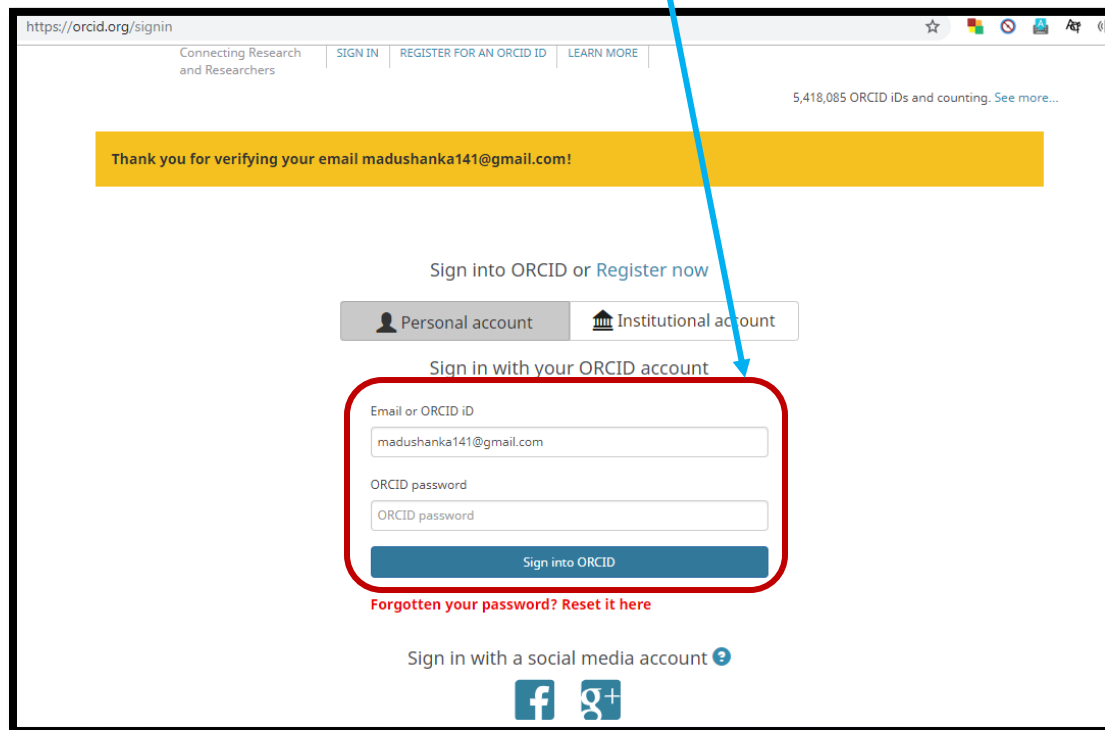 https://orcid.org/signin
Connecting Research
and Researchers
SIGN IN
REGISTER FOR AN ORCID ID
LEARN MORE
5,418,085 ORCID iDs and counting. See more...
Thank you for verifying your email madushanka141@gmail.com!
Sign into ORCID or Register now
Personal account
Institutional account
Sign in with your ORCID account
Email or ORCID iD
madushanka141@gmail.com
ORCID password
ORCID password
Sign into ORCID
Forgotten your password? Reset it here
Sign in with a social media account ?
f g+